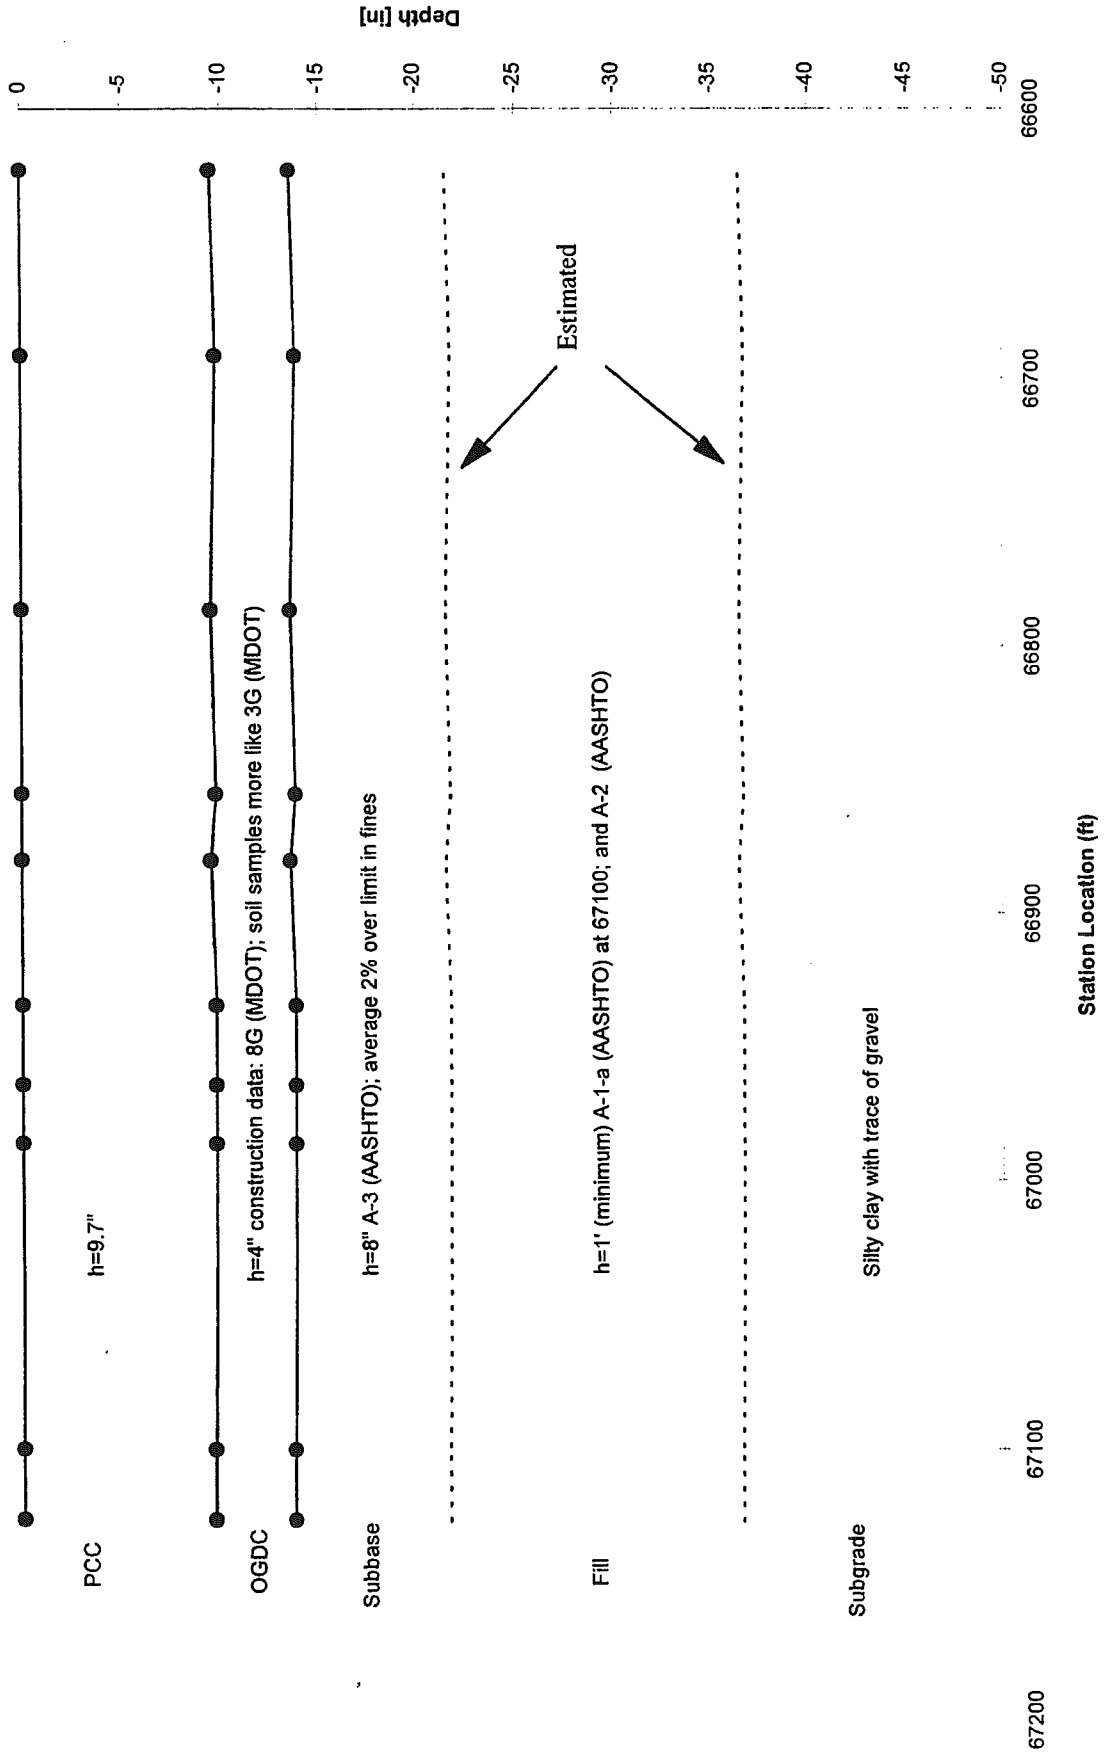 Depth [in]
0
-5
-10
-15
-20
-25
-30
-35
-40
-45
-50
PCC
h=9.7"
OGDC
h=4" construction data: 8G (MDOT); soil samples more like 3G (MDOT)
Subbase
h=8" A-3 (AASHTO); average 2% over limit in fines
Estimated
Fill
h=1' (minimum) A-1-a (AASHTO) at 67100; and A-2 (AASHTO)
Subgrade
Silty clay with trace of gravel
67200
67100
67000
66900
66800
66700
66600
Station Location (ft)